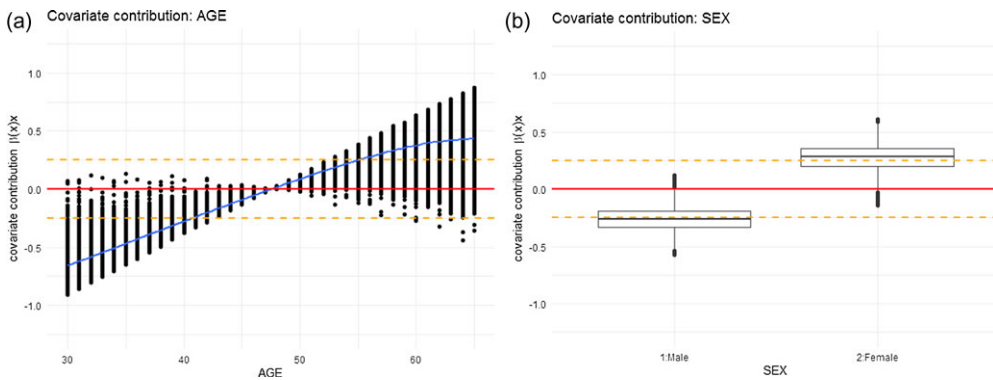 (a) Covariate contribution: AGE
covariate contribution
1.0
0.5
0.0
-0.5
-1.0
30 40 50 60
AGE
(b) Covariate contribution: SEX
covariate contribution
1.0
0.5
0.0
-0.5
-1.0
1:Male 2:Female
SEX